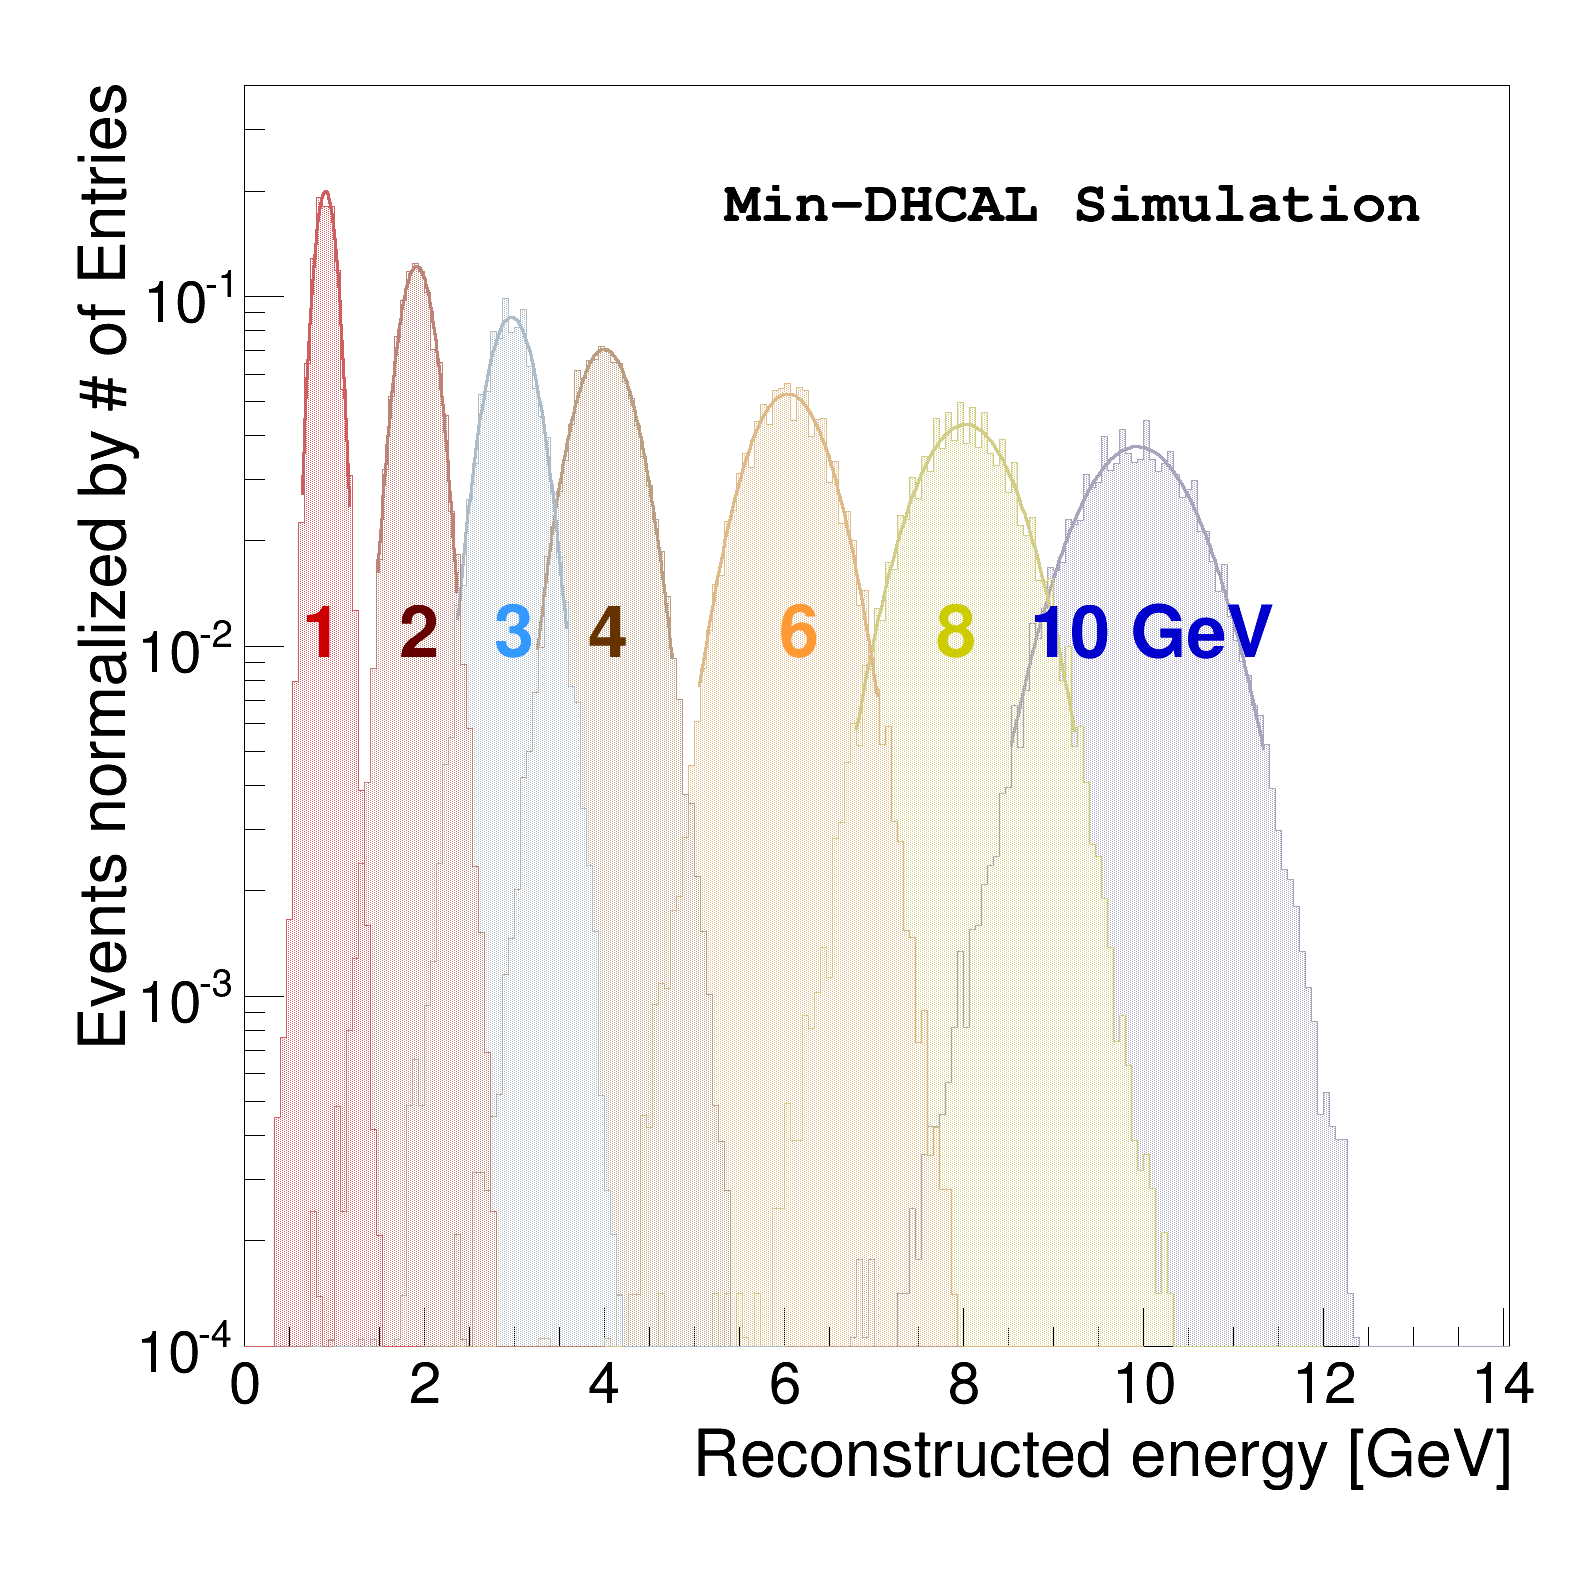 Events normalized by # of Entries
Min-DHCAL Simulation
10^-1
10^-2
10^-3
10^-4
1 2 3 4 6 8 10 GeV
0 2 4 6 8 10 12 14
Reconstructed energy [GeV]